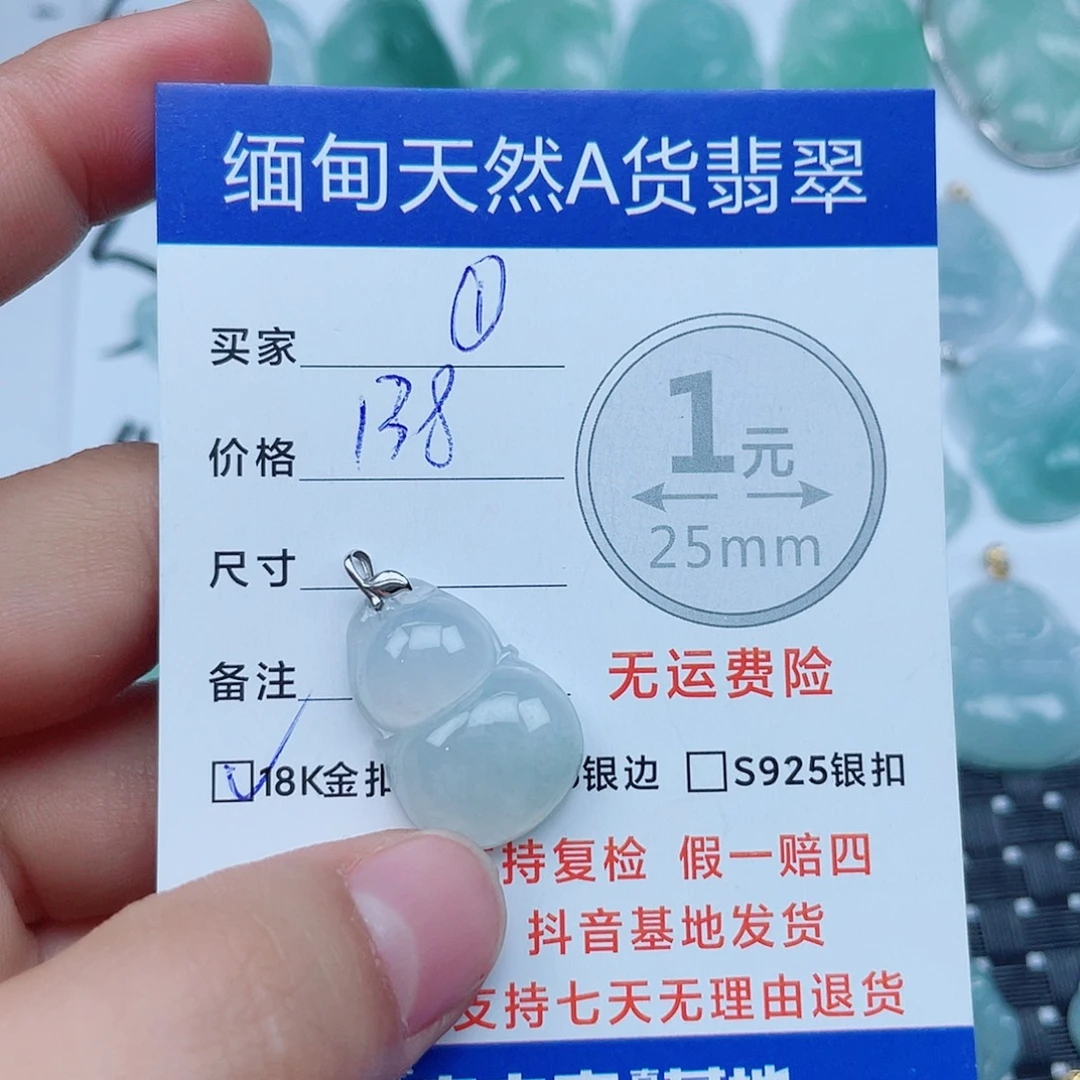 缅甸天然A货翡翠
买家 ①
价格 138
1元
25mm
尺寸
备注
无运费险
18K金扣 银边 S925银扣
持复检 假一赔四
抖音基地发货
支持七天无理由退货